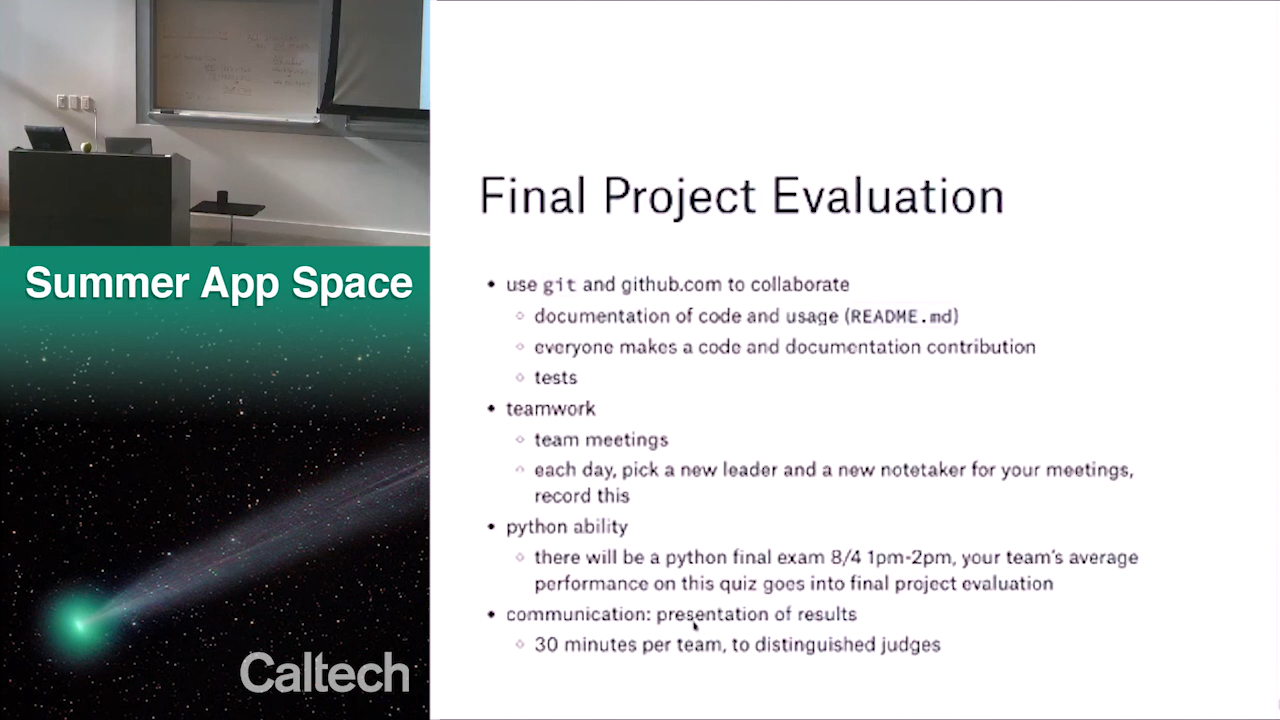 Summer App Space
Caltech
Final Project Evaluation
• use git and github.com to collaborate
◦ documentation of code and usage (README.md)
◦ everyone makes a code and documentation contribution
◦ tests
• teamwork
◦ team meetings
◦ each day, pick a new leader and a new notetaker for your meetings,
record this
• python ability
◦ there will be a python final exam 8/4 1pm-2pm, your team's average
performance on this quiz goes into final project evaluation
• communication: presentation of results
◦ 30 minutes per team, to distinguished judges